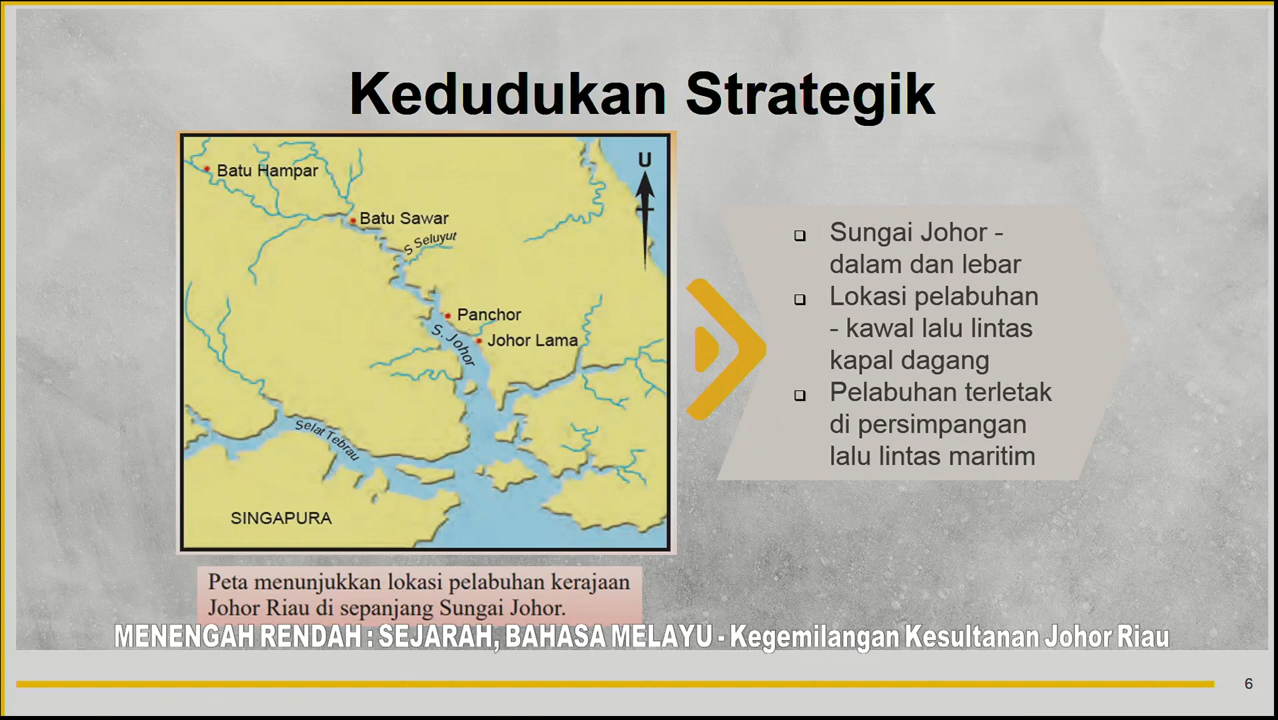 Kedudukan Strategik
U
Batu Hampar
Batu Sawar
S Seluyut
Panchor
S. Johor
Johor Lama
Selat Tebrau
SINGAPURA
Sungai Johor -
dalam dan lebar
Lokasi pelabuhan
- kawal lalu lintas
kapal dagang
Pelabuhan terletak
di persimpangan
lalu lintas maritim
Peta menunjukkan lokasi pelabuhan kerajaan
Johor Riau di sepanjang Sungai Johor.
MENENGAH RENDAH : SEJARAH, BAHASA MELAYU - Kegemilangan Kesultanan Johor Riau
6